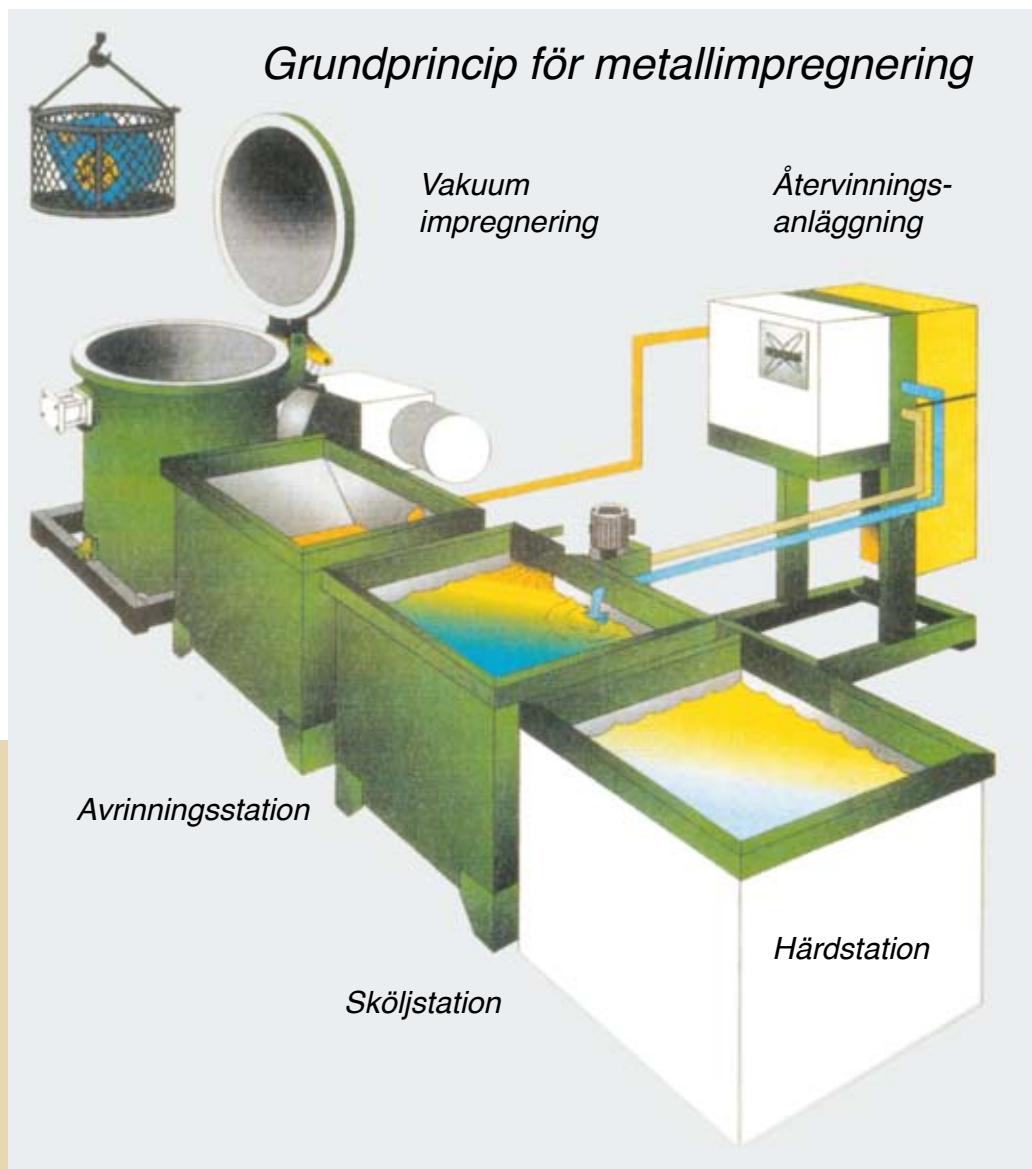 Grundprincip för metallimpregnering
Vakuum
impregnering
Återvinnings-
anläggning
Avrinningsstation
Härdstation
Sköljstation